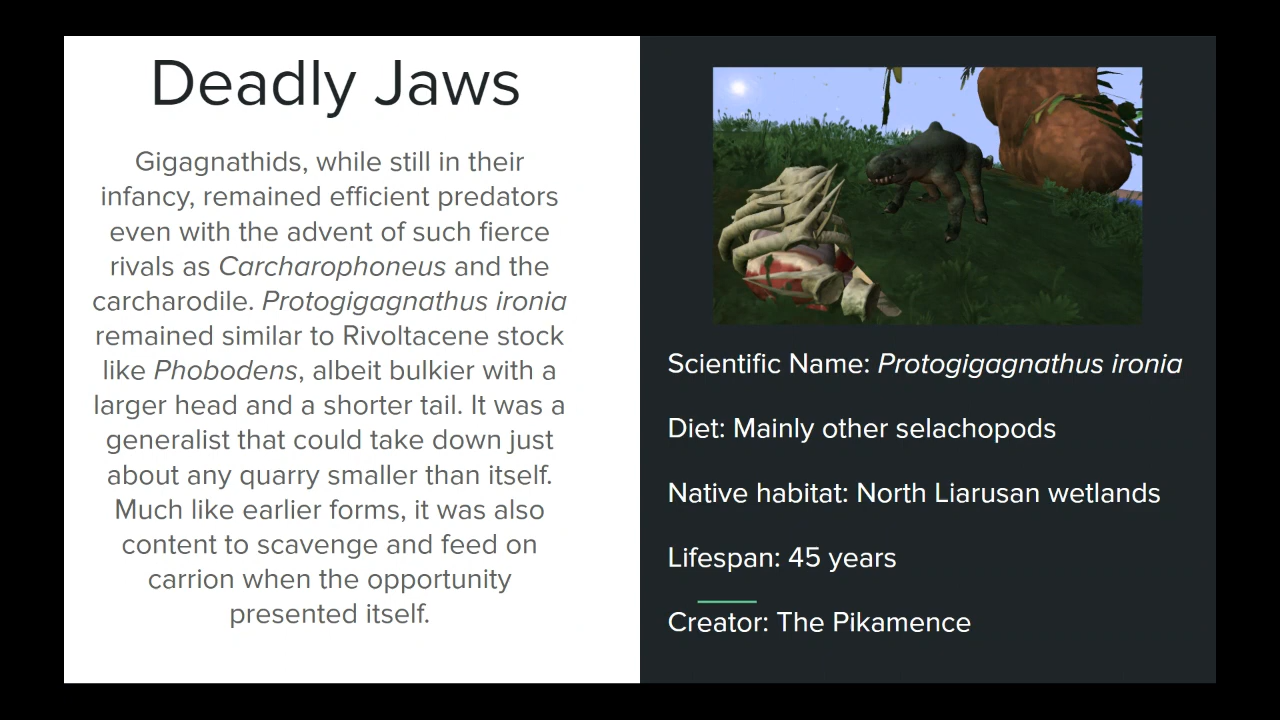 Deadly Jaws
Gigagnathids, while still in their
infancy, remained efficient predators
even with the advent of such fierce
rivals as Carcharophoneus and the
carcharodile. Protogigagnathus ironia
remained similar to Rivoltacene stock
like Phobodens, albeit bulkier with a
larger head and a shorter tail. It was a
generalist that could take down just
about any quarry smaller than itself.
Much like earlier forms, it was also
content to scavenge and feed on
carrion when the opportunity
presented itself.
Scientific Name: Protogigagnathus ironia
Diet: Mainly other selachopods
Native habitat: North Liarusan wetlands
Lifespan: 45 years
Creator: The Pikamence